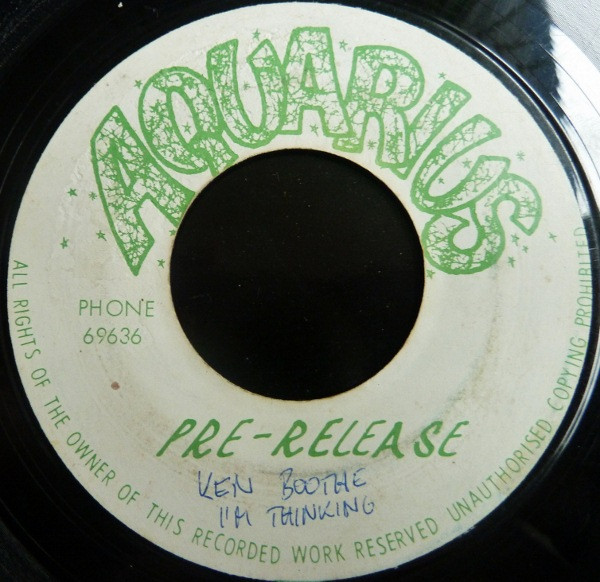 AQUARIUS
PHONE
69636
PRE-RELEASE
KEN BOOTHE
I'M THINKING
ALL RIGHTS OF THE OWNER OF THIS RECORDED WORK RESERVED UNAUTHORISED COPYING PROHIBITED